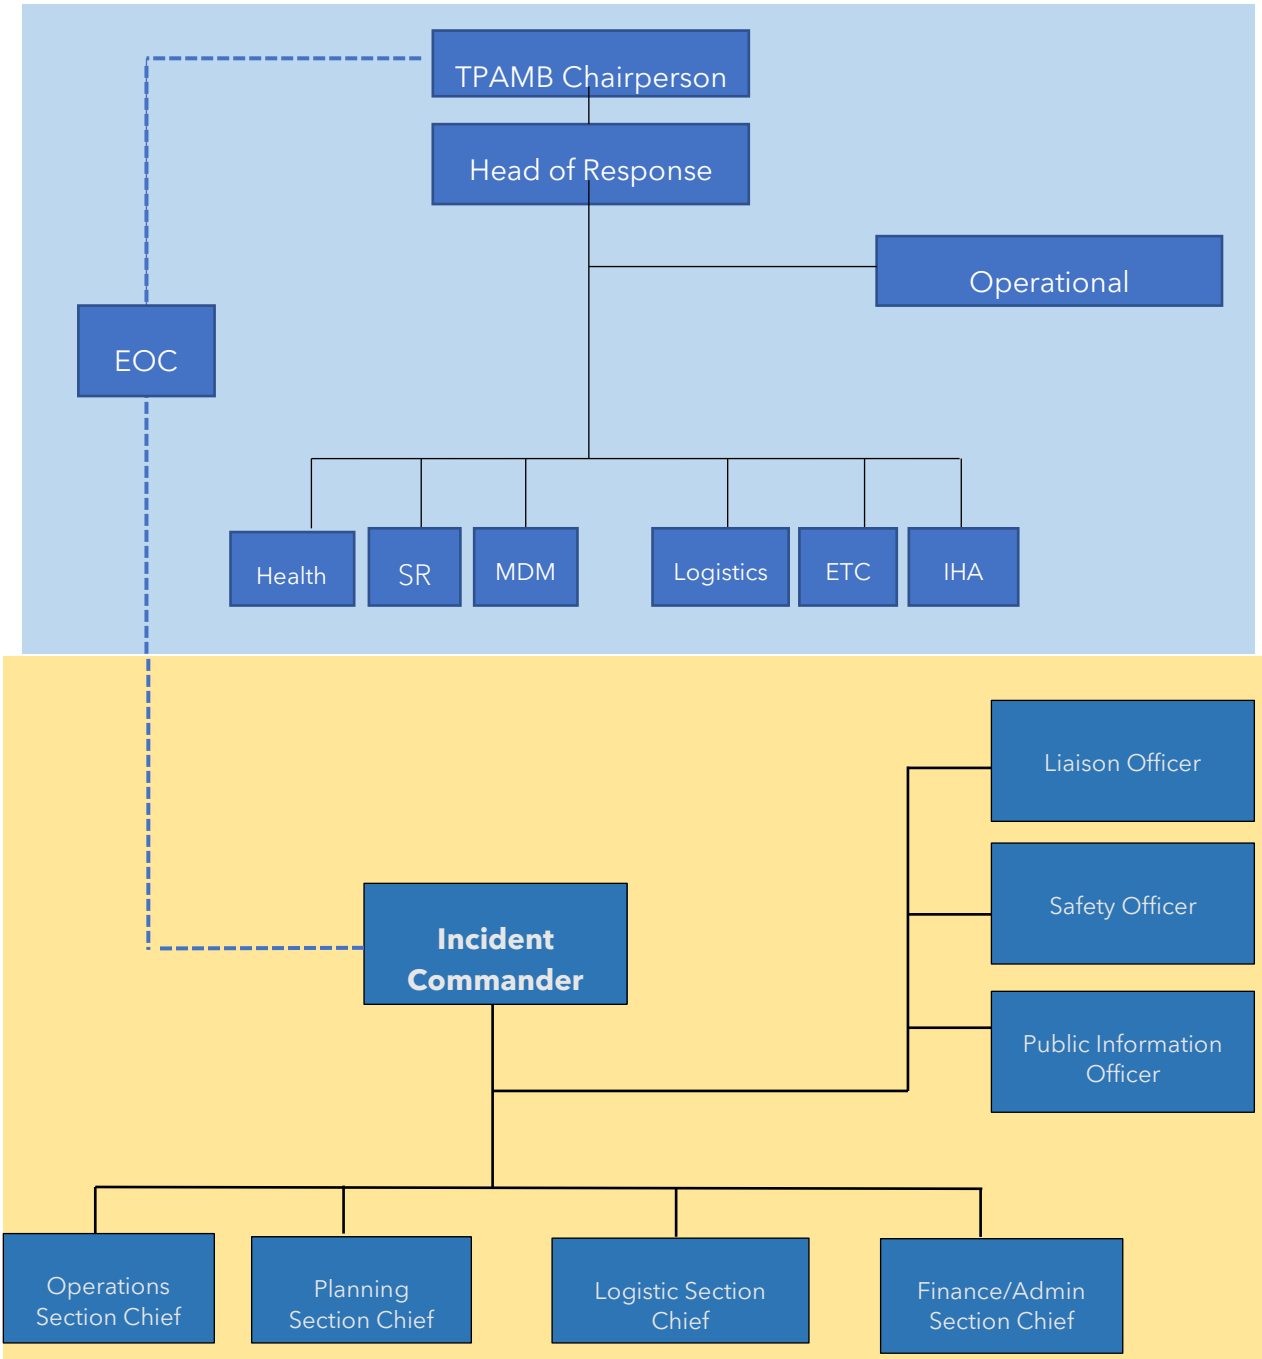 TPAMB Chairperson
Head of Response
Operational
EOC
Health
SR
MDM
Logistics
ETC
IHA
Liaison Officer
Safety Officer
Incident
Commander
Public Information
Officer
Operations
Section Chief
Planning
Section Chief
Logistic Section
Chief
Finance/Admin
Section Chief